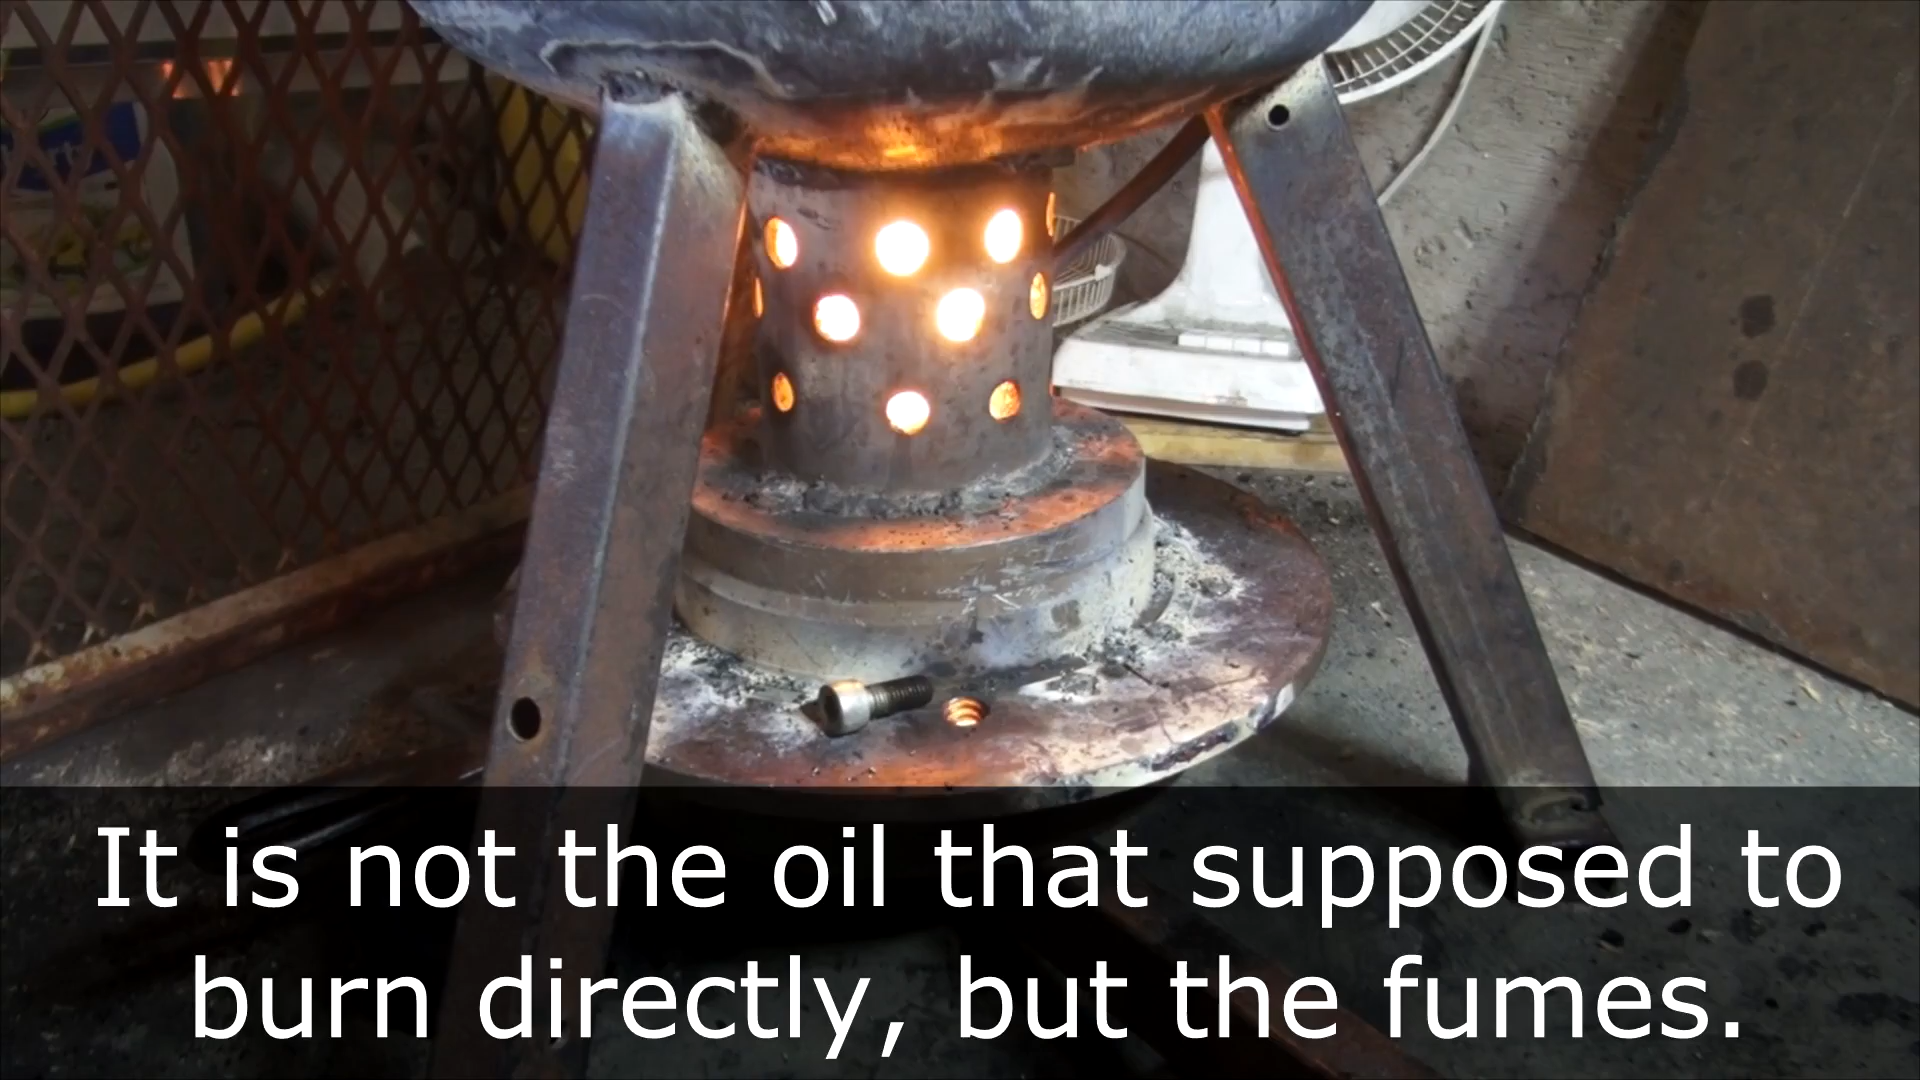 It is not the oil that supposed to
burn directly, but the fumes.